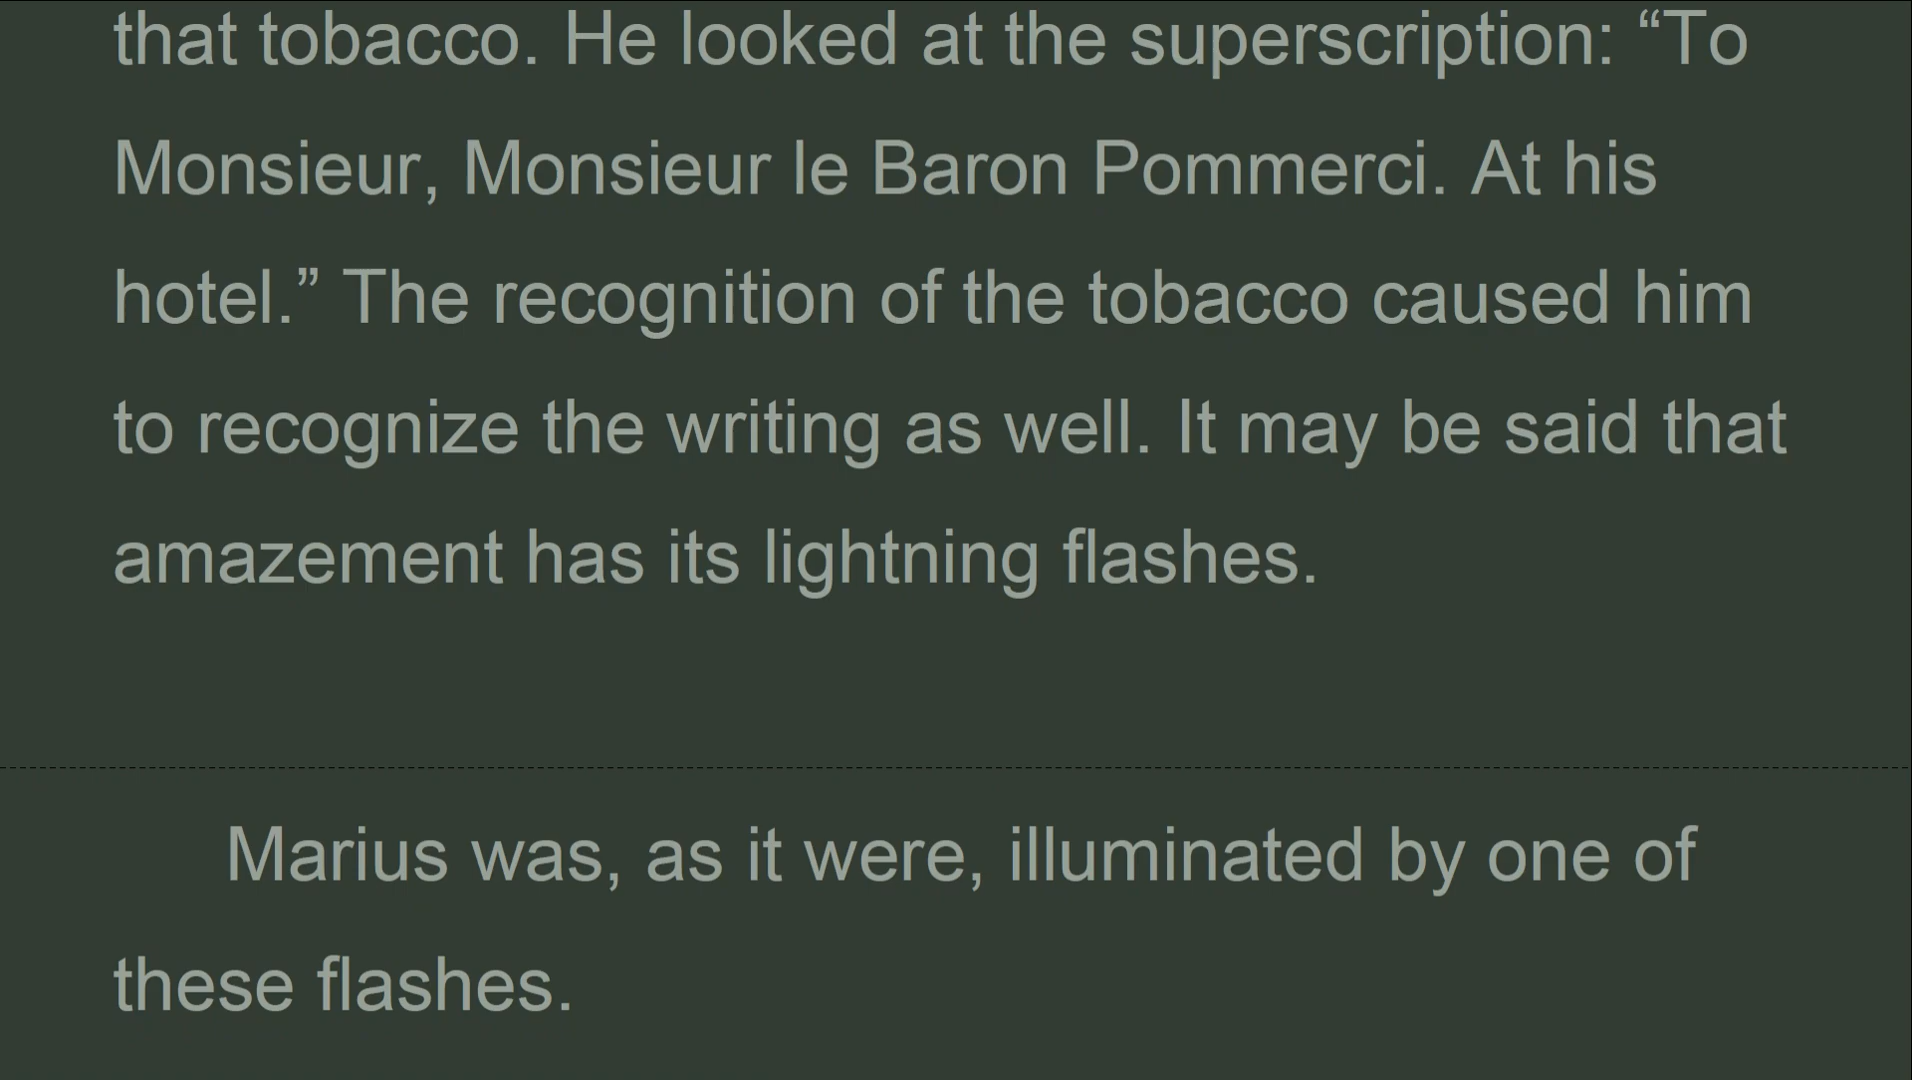 that tobacco. He looked at the superscription: “To
Monsieur, Monsieur le Baron Pommerci. At his
hotel.” The recognition of the tobacco caused him
to recognize the writing as well. It may be said that
amazement has its lightning flashes.
Marius was, as it were, illuminated by one of
these flashes.